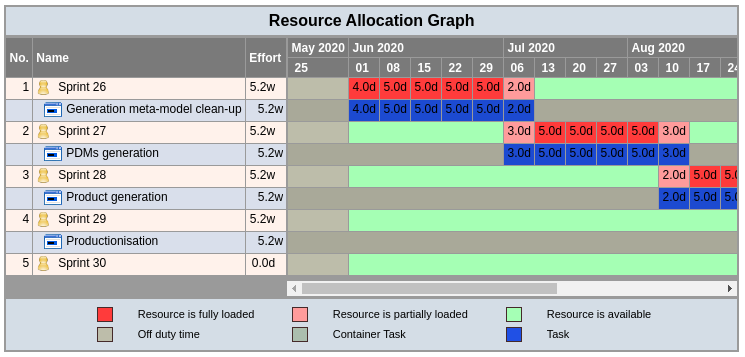 Resource Allocation Graph
No. Name Effort May 2020 Jun 2020 Jul 2020 Aug 2020
25 01 08 15 22 29 06 13 20 27 03 10 17 24
1 Sprint 26 5.2w 4.0d 5.0d 5.0d 5.0d 5.0d 2.0d
Generation meta-model clean-up 5.2w 4.0d 5.0d 5.0d 5.0d 5.0d 2.0d
2 Sprint 27 5.2w 3.0d 5.0d 5.0d 5.0d 5.0d 3.0d
PDMs generation 5.2w 3.0d 5.0d 5.0d 5.0d 5.0d 3.0d
3 Sprint 28 5.2w 2.0d 5.0d
Product generation 5.2w 2.0d 5.0d
4 Sprint 29 5.2w
Productionisation 5.2w
5 Sprint 30 0.0d
Resource is fully loaded Resource is partially loaded Resource is available
Off duty time Container Task Task